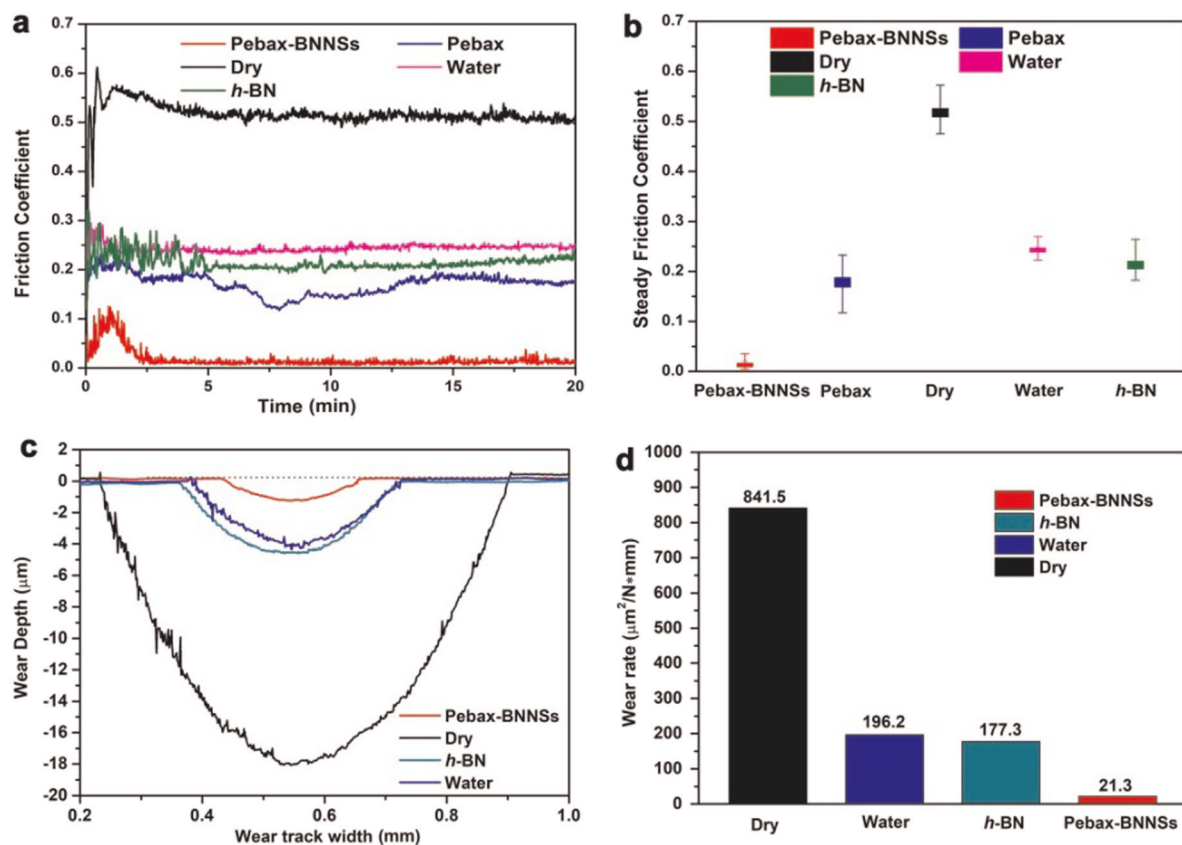 a
Pebax-BNNSs
Pebax
Dry
Water
h-BN
0.7
0.6
0.5
0.4
0.3
0.2
0.1
0.0
Friction Coefficient
0
5
10
15
20
Time (min)
b
Pebax-BNNSs
Pebax
Dry
Water
h-BN
0.7
0.6
0.5
0.4
0.3
0.2
0.1
0.0
Steady Friction Coefficient
Pebax-BNNSs
Pebax
Dry
Water
h-BN
c
2
0
-2
-4
-6
-8
-10
-12
-14
-16
-18
-20
Wear Depth (μm)
Pebax-BNNSs
Dry
h-BN
Water
0.2
0.4
0.6
0.8
1.0
Wear track width (mm)
d
1000
900
800
700
600
500
400
300
200
100
0
Wear rate (μm²/N*mm)
841.5
196.2
177.3
21.3
Pebax-BNNSs
h-BN
Water
Dry
Dry
Water
h-BN
Pebax-BNNSs